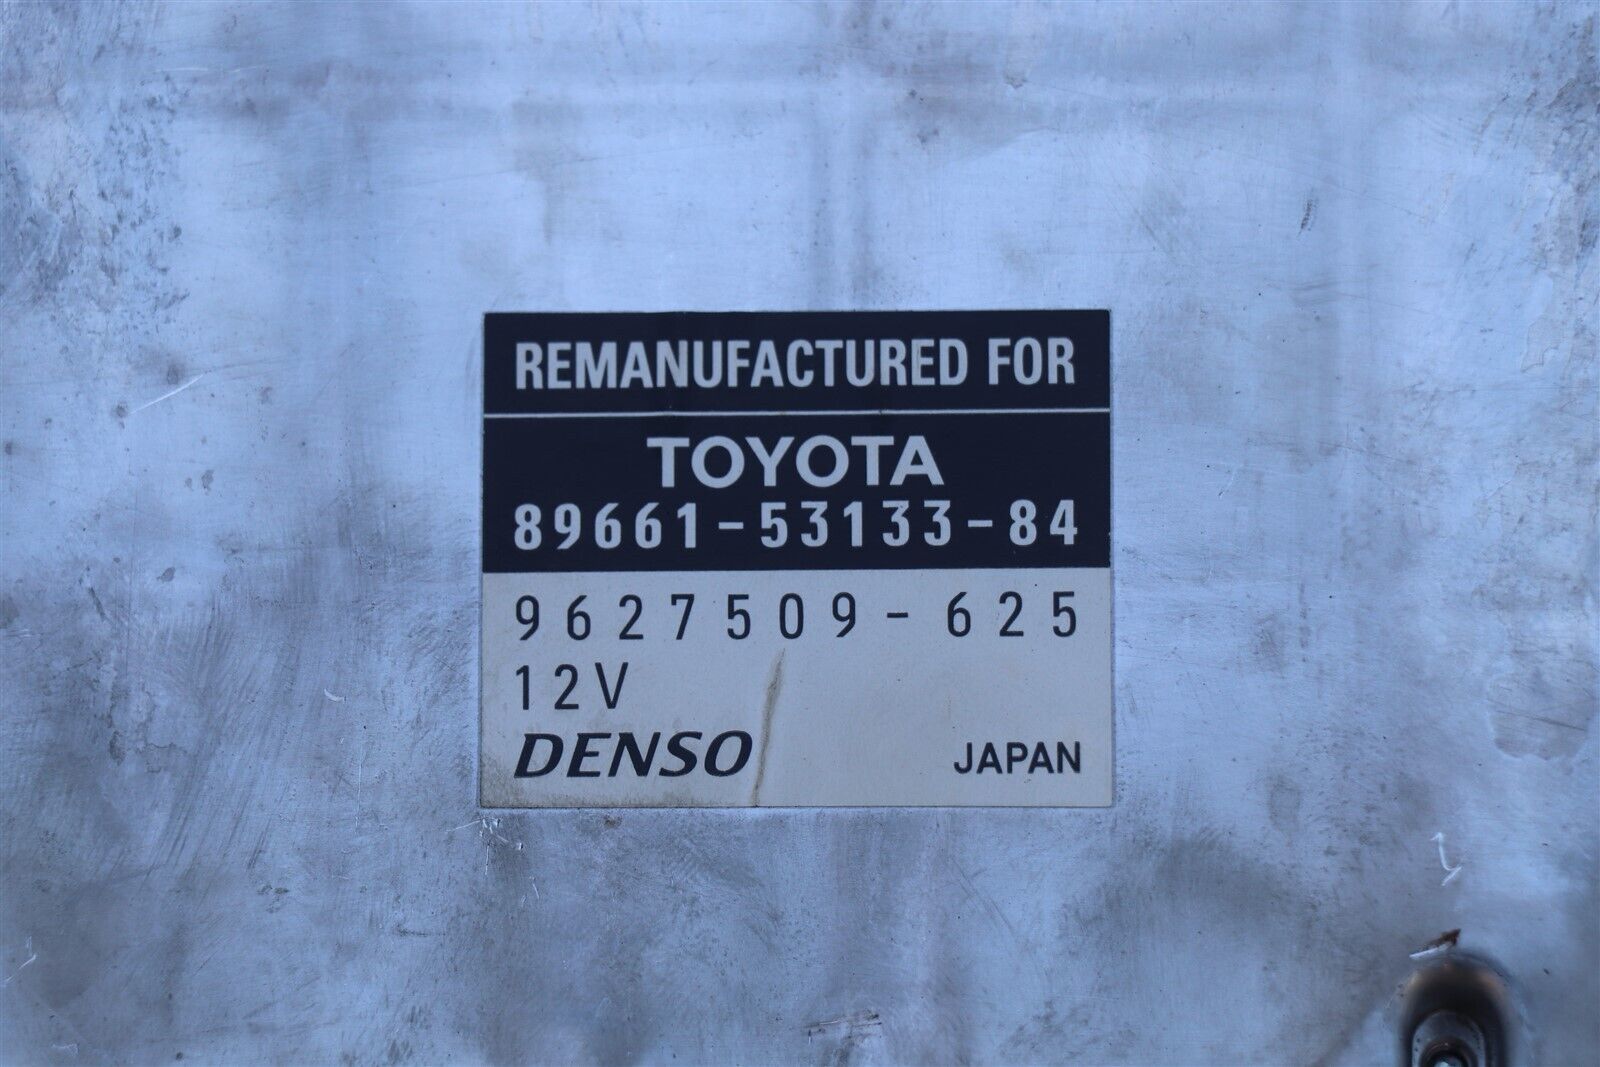 REMANUFACTURED FOR
TOYOTA
89661-53133-84
9627509-625
12V
DENSO JAPAN